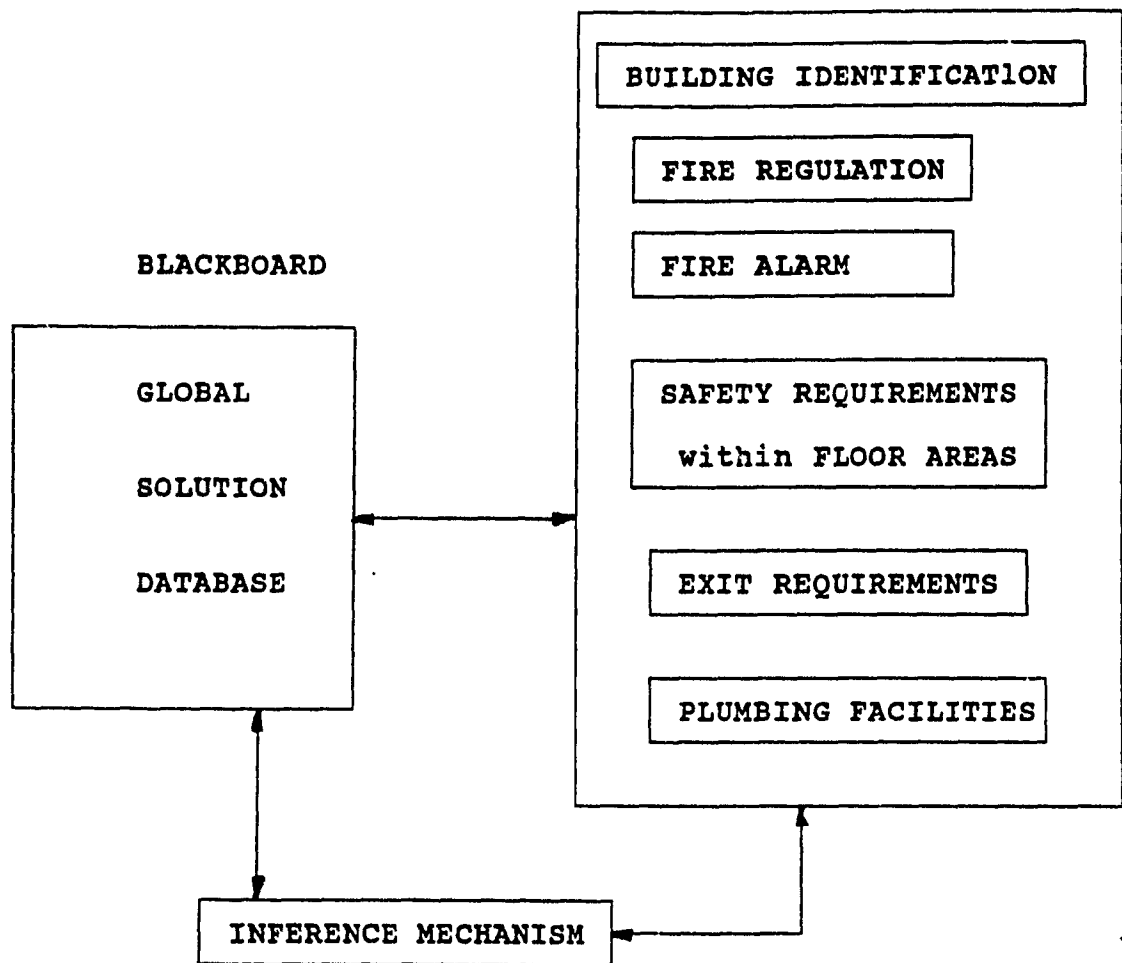 BLACKBOARD
GLOBAL
SOLUTION
DATABASE
BUILDING IDENTIFICATION
FIRE REGULATION
FIRE ALARM
SAFETY REQUIREMENTS
within FLOOR AREAS
EXIT REQUIREMENTS
PLUMBING FACILITIES
INFERENCE MECHANISM